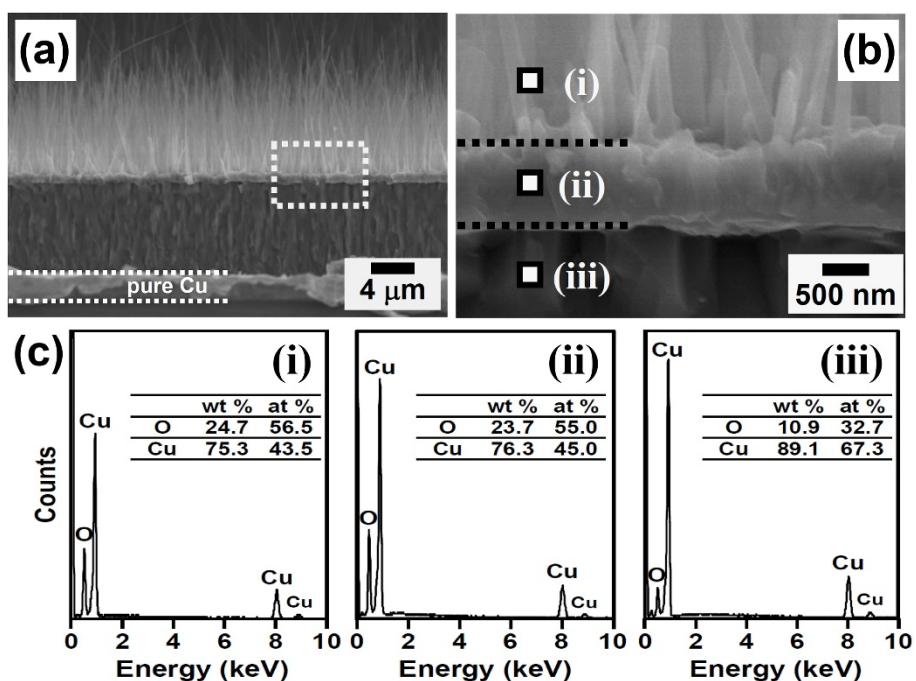 (a)
pure Cu
4 μm
(b)
(i)
(ii)
(iii)
500 nm
(c)
Counts
(i)
Cu
O
Cu
Cu
wt % at %
O 24.7 56.5
Cu 75.3 43.5
0 2 4 6 8 10
Energy (keV)
(ii)
Cu
O
Cu
Cu
wt % at %
O 23.7 55.0
Cu 76.3 45.0
0 2 4 6 8 10
Energy (keV)
(iii)
Cu
O
Cu
Cu
wt % at %
O 10.9 32.7
Cu 89.1 67.3
0 2 4 6 8 10
Energy (keV)